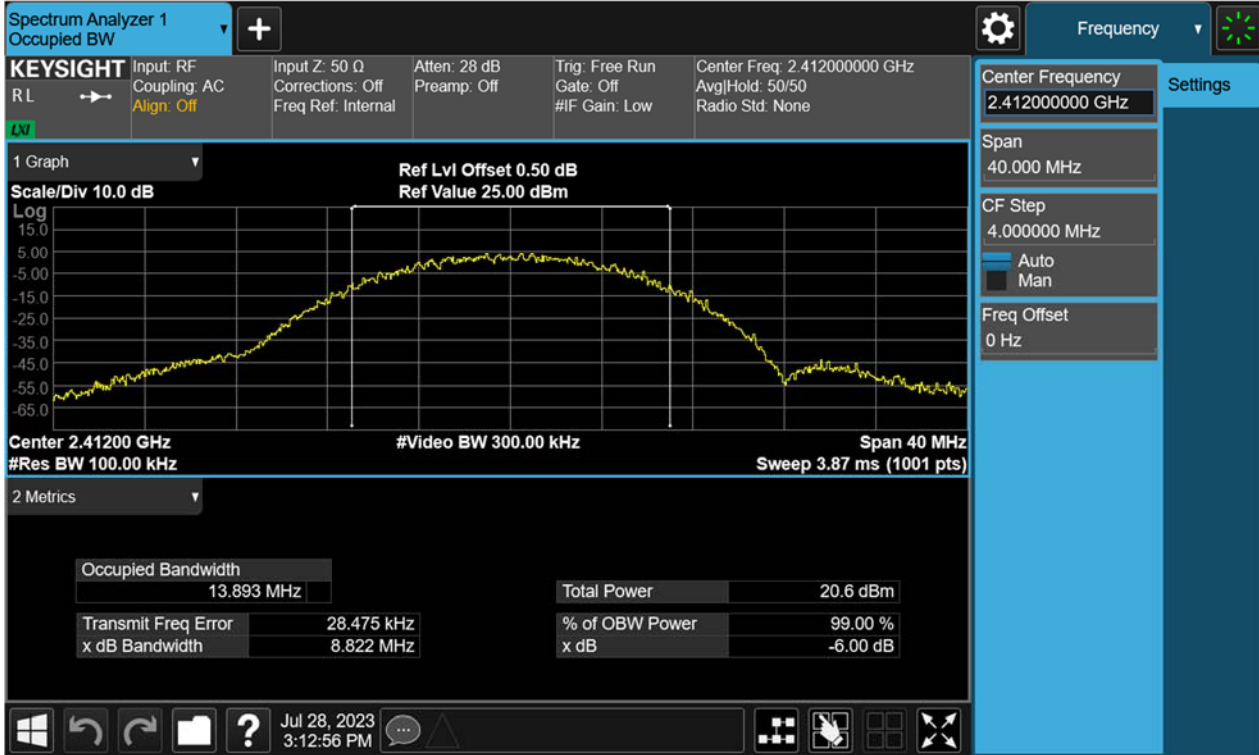 Spectrum Analyzer 1
Occupied BW
Frequency
KEYSIGHT
R L
LXI
Input: RF
Coupling: AC
Align: Off
Input Z: 50 Ω
Corrections: Off
Freq Ref: Internal
Atten: 28 dB
Preamp: Off
Trig: Free Run
Gate: Off
#IF Gain: Low
Center Freq: 2.412000000 GHz
Avg|Hold: 50/50
Radio Std: None
Center Frequency
2.412000000 GHz
Settings
Span
40.000 MHz
CF Step
4.000000 MHz
Auto
Man
Freq Offset
0 Hz
1 Graph
Scale/Div 10.0 dB
Ref Lvl Offset 0.50 dB
Ref Value 25.00 dBm
Log
15.0
5.00
-5.00
-15.0
-25.0
-35.0
-45.0
-55.0
-65.0
Center 2.41200 GHz
#Video BW 300.00 kHz
Span 40 MHz
#Res BW 100.00 kHz
Sweep 3.87 ms (1001 pts)
2 Metrics
Occupied Bandwidth
13.893 MHz
Total Power 20.6 dBm
Transmit Freq Error 28.475 kHz
% of OBW Power 99.00 %
x dB Bandwidth 8.822 MHz
x dB -6.00 dB
?
Jul 28, 2023
3:12:56 PM